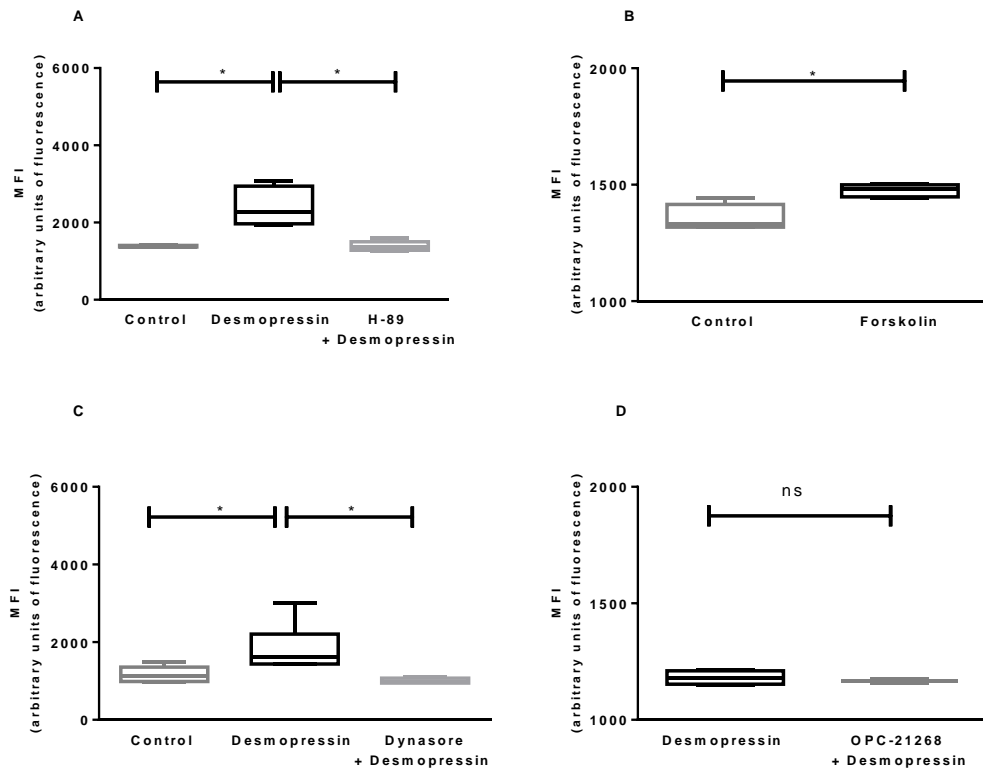 A
MFI
(arbitrary units of fluorescence)
6000
4000
2000
0
* *
Control Desmopressin H-89
+ Desmopressin
B
MFI
(arbitrary units of fluorescence)
2000
1500
1000
*
Control Forskolin
C
MFI
(arbitrary units of fluorescence)
6000
4000
2000
0
* *
Control Desmopressin Dynasore
+ Desmopressin
D
MFI
(arbitrary units of fluorescence)
2000
1500
1000
ns
Desmopressin OPC-21268
+ Desmopressin